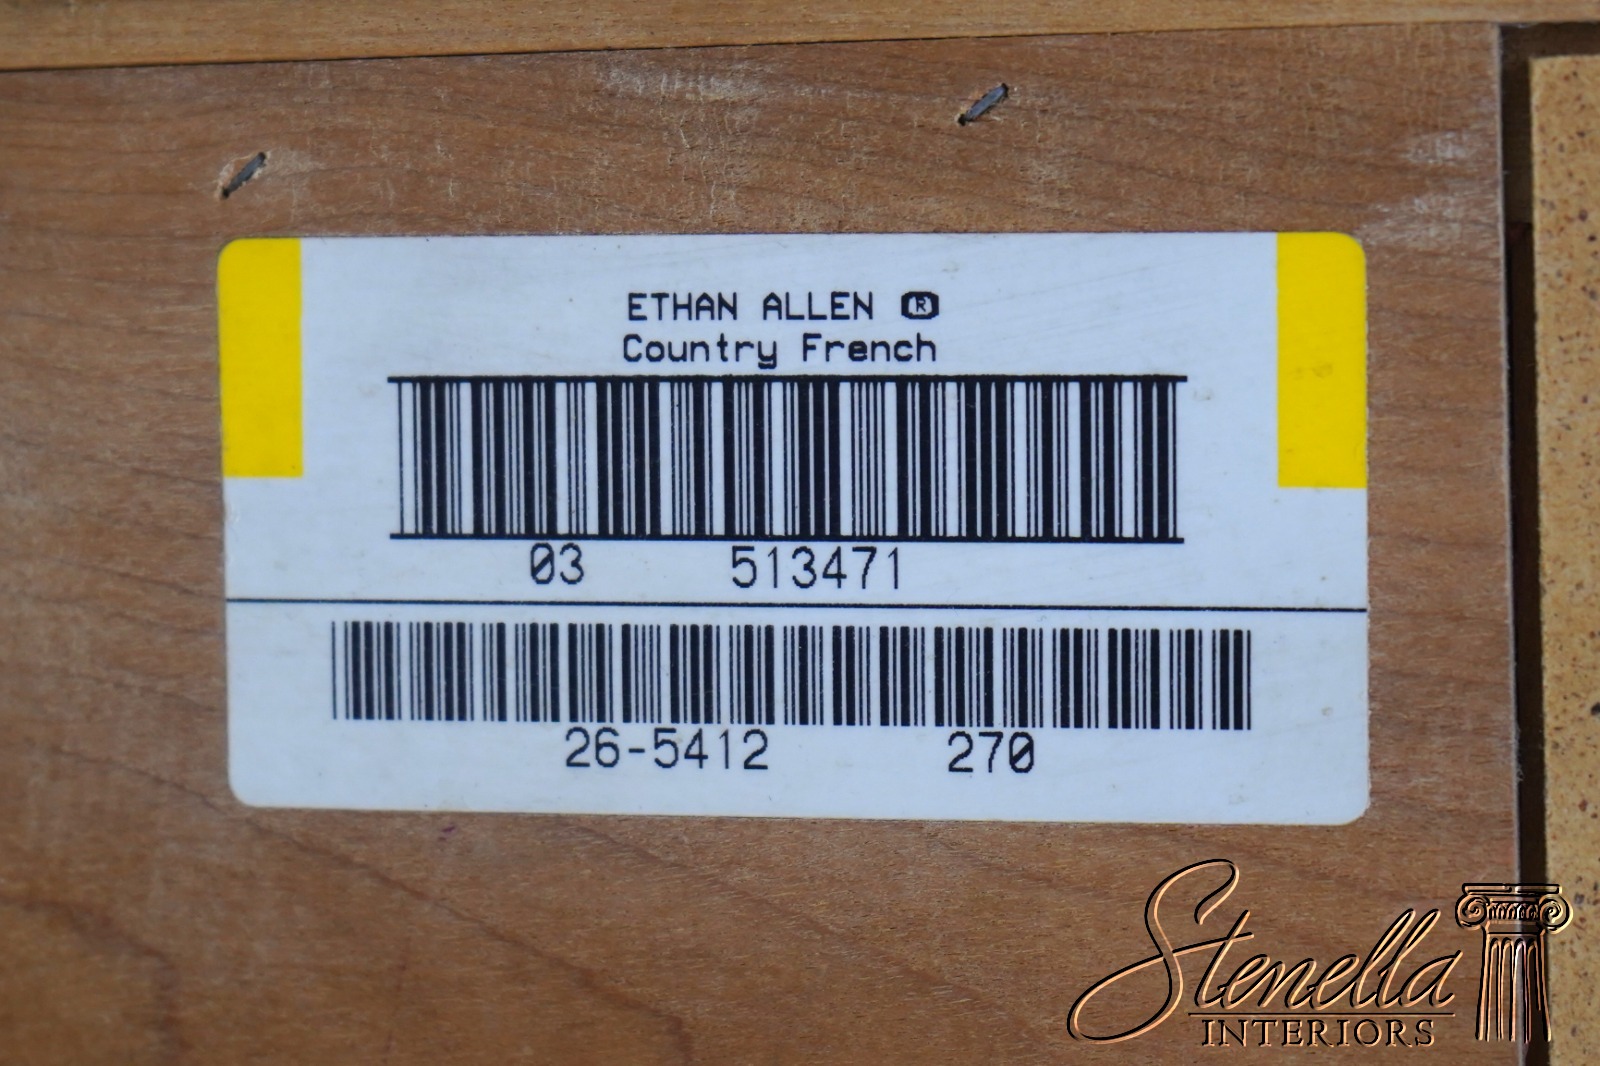 ETHAN ALLEN ®
Country French
03 513471
26-5412 270
Stenella
INTERIORS